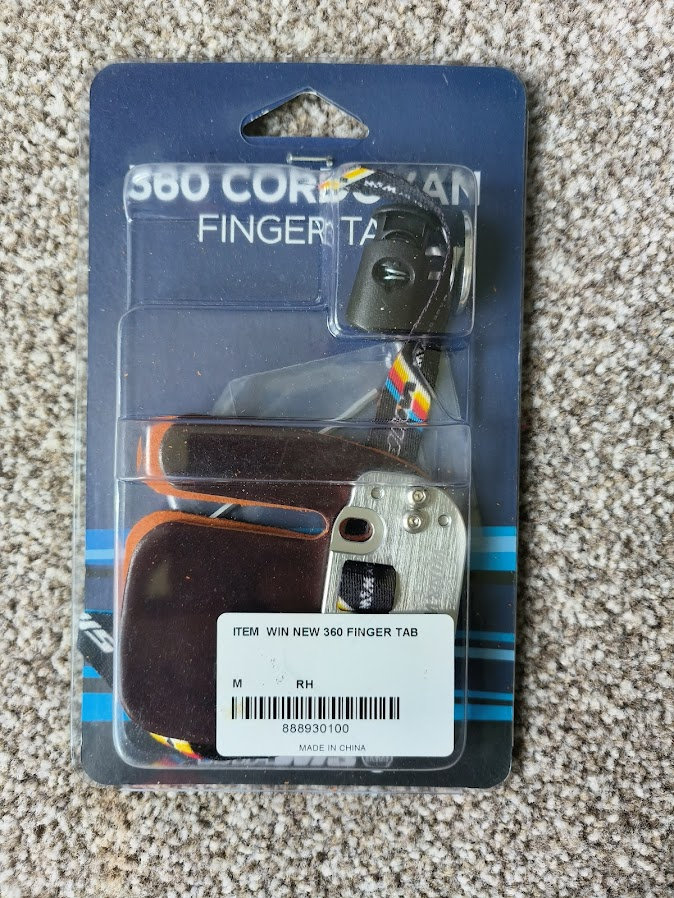 360 CORDOVAN
FINGER TAB
ITEM WIN NEW 360 FINGER TAB
M RH
888930100
MADE IN CHINA